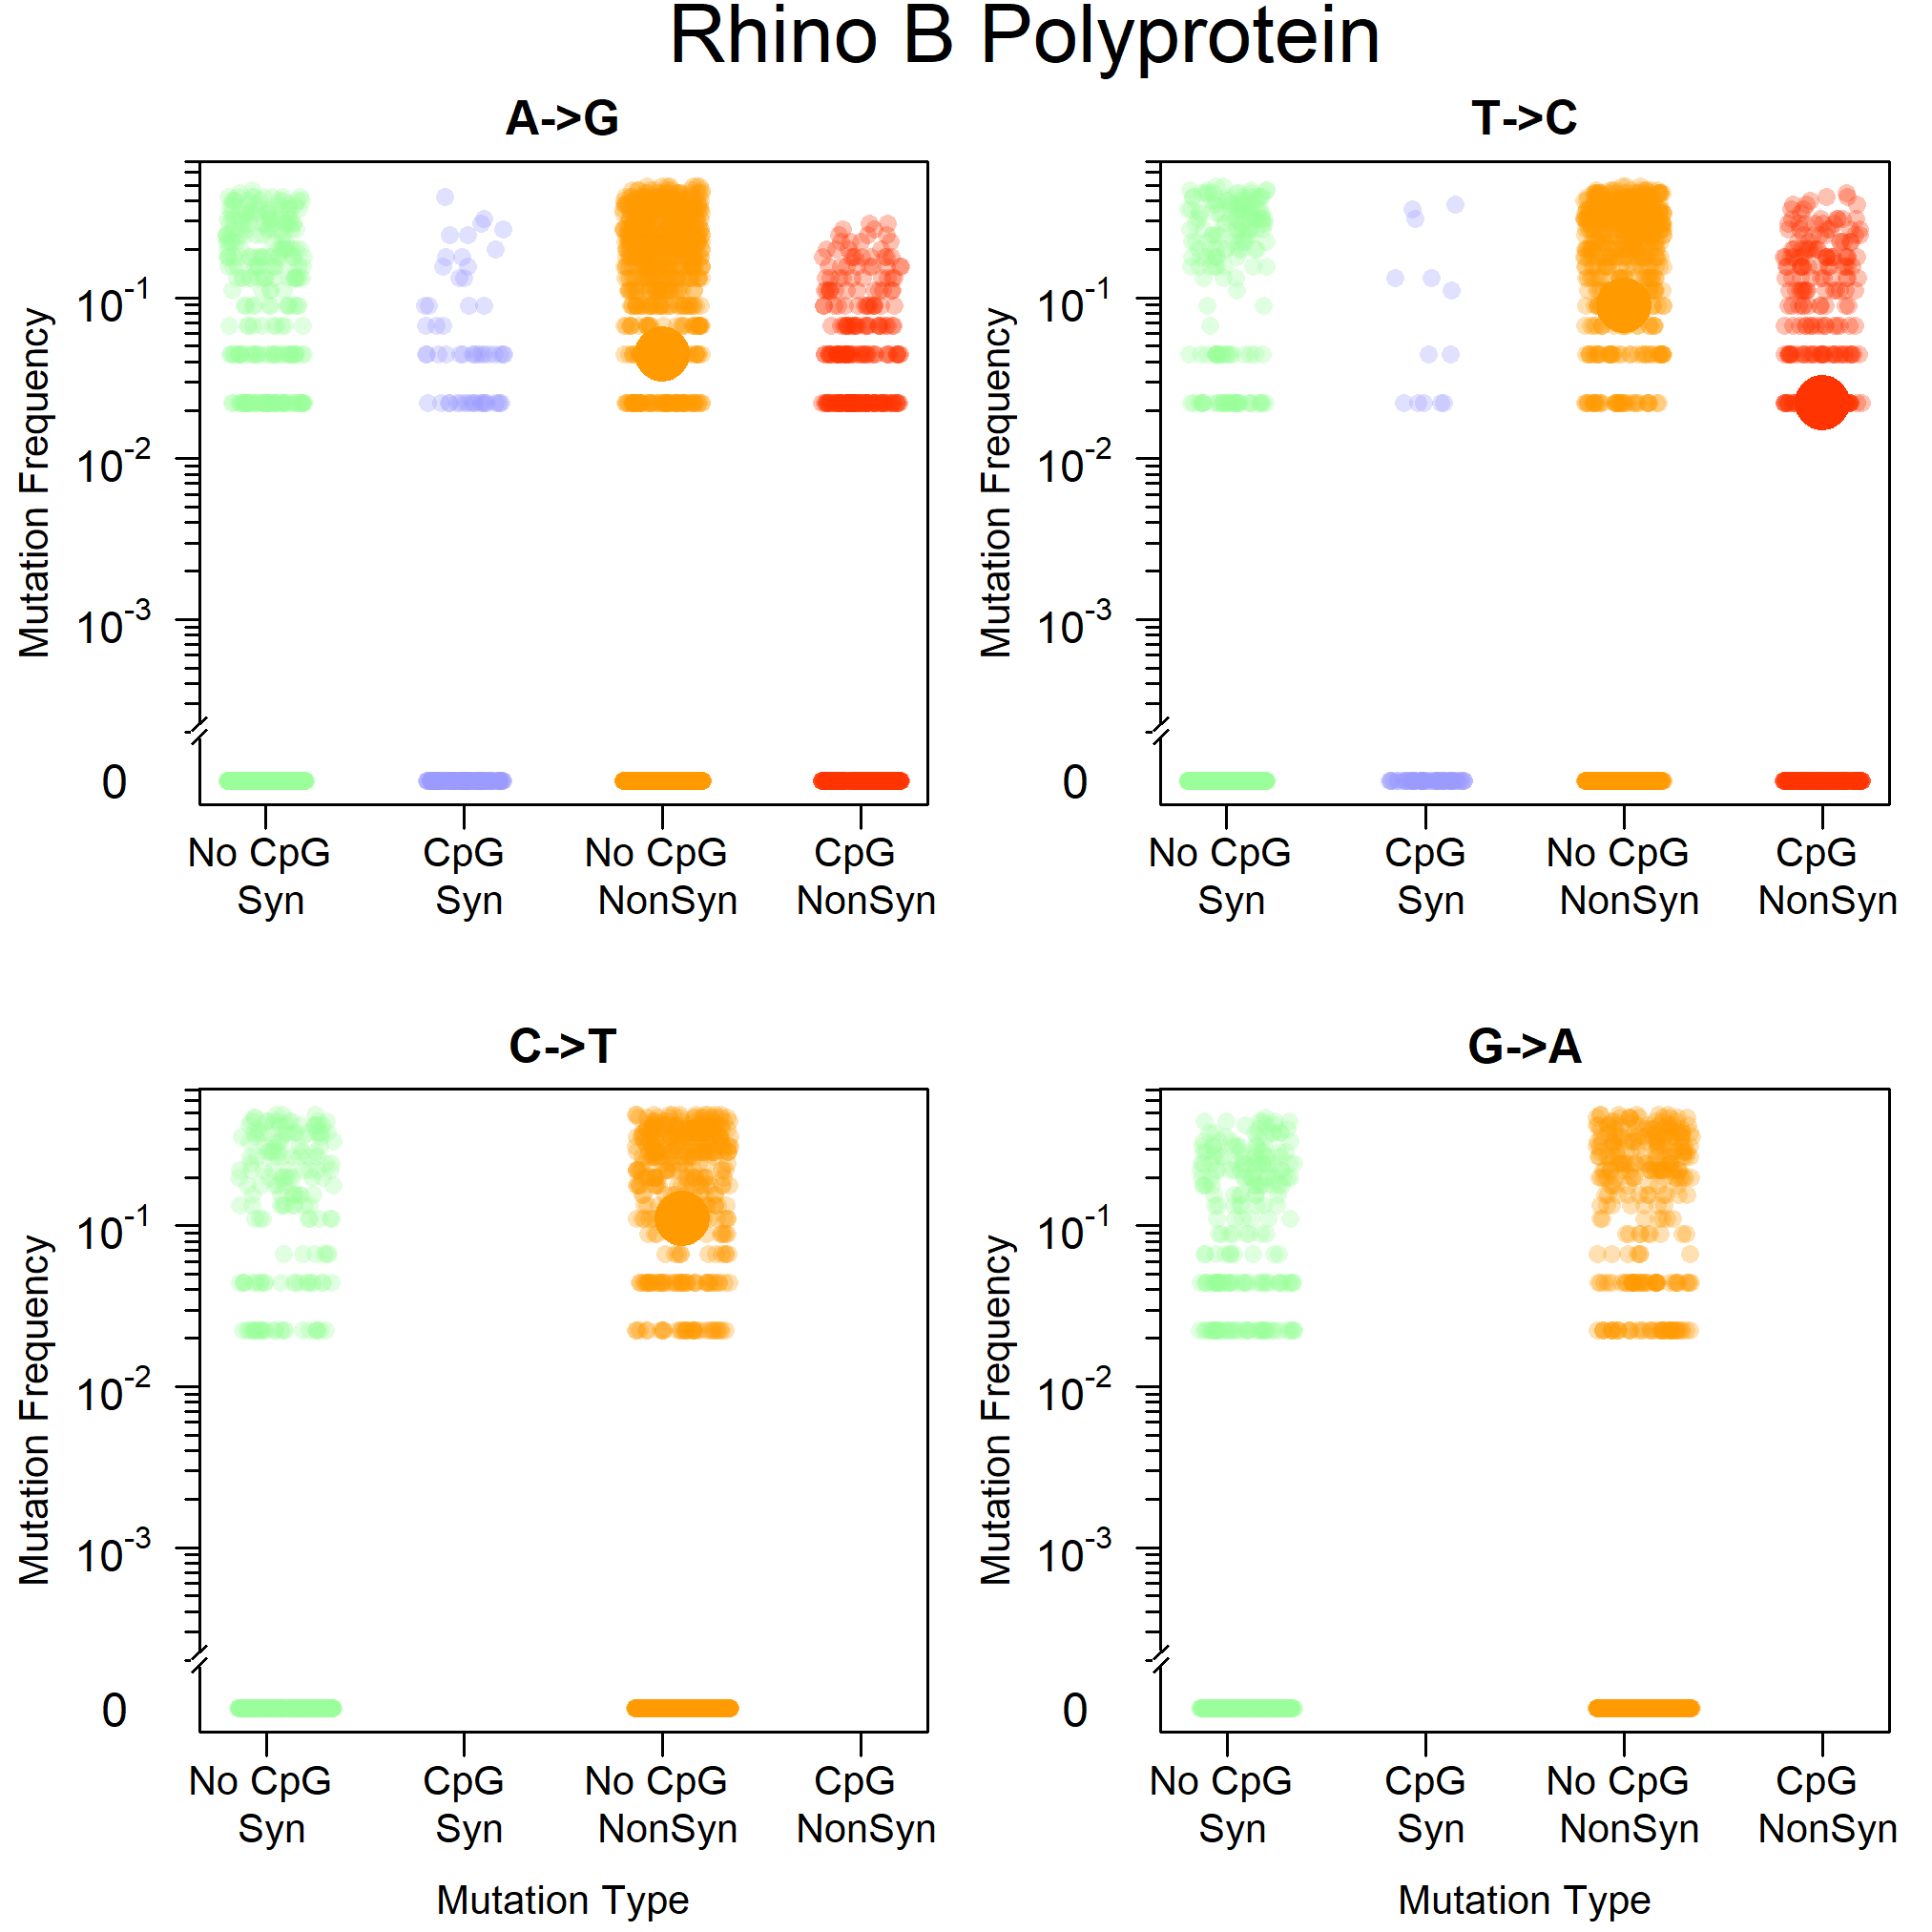 Rhino B Polyprotein
A->G
Mutation Frequency
10-1
10-2
10-3
0
No CpG CpG No CpG CpG
Syn Syn NonSyn NonSyn
T->C
Mutation Frequency
10-1
10-2
10-3
0
No CpG CpG No CpG CpG
Syn Syn NonSyn NonSyn
C->T
Mutation Frequency
10-1
10-2
10-3
0
No CpG CpG No CpG CpG
Syn Syn NonSyn NonSyn
Mutation Type
G->A
Mutation Frequency
10-1
10-2
10-3
0
No CpG CpG No CpG CpG
Syn Syn NonSyn NonSyn
Mutation Type